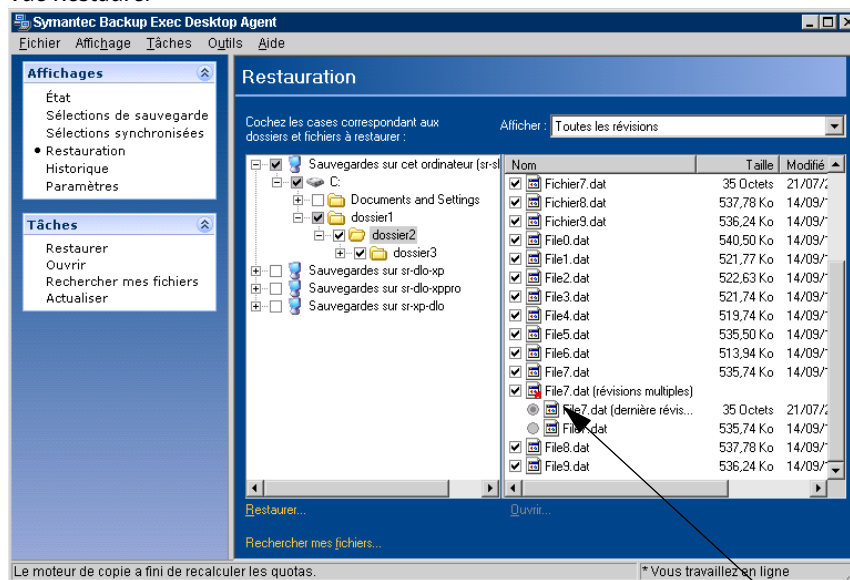 Symantec Backup Exec Desktop Agent
Fichier Affichage Tâches Outils Aide
Affichages
État
Sélections de sauvegarde
Sélections synchronisées
Restauration
Historique
Paramètres
Tâches
Restaurer
Ouvrir
Rechercher mes fichiers
Actualiser
Restauration
Cochez les cases correspondant aux
dossiers et fichiers à restaurer :
Afficher : Toutes les révisions
Sauvegardes sur cet ordinateur (sr-sl
C:
Documents and Settings
dossier1
dossier2
dossier3
Sauvegardes sur sr-dlo-xp
Sauvegardes sur sr-dlo-xppro
Sauvegardes sur sr-xp-dlo
Nom Taille Modifié
Fichier7.dat 35 Octets 21/07/2
Fichier8.dat 537,78 Ko 14/09/
Fichier9.dat 536,24 Ko 14/09/
File0.dat 540,50 Ko 14/09/
File1.dat 521,77 Ko 14/09/
File2.dat 522,63 Ko 14/09/
File3.dat 521,74 Ko 14/09/
File4.dat 519,74 Ko 14/09/
File5.dat 535,50 Ko 14/09/
File6.dat 513,94 Ko 14/09/
File7.dat 535,74 Ko 14/09/
File7.dat (révisions multiples)
File7.dat (dernière révis... 35 Octets 21/07/2
File7.dat 535,74 Ko 14/09/
File8.dat 537,78 Ko 14/09/
File9.dat 536,24 Ko 14/09/
Restaurer...
Ouvrir...
Rechercher mes fichiers...
Le moteur de copie a fini de recalculer les quotas.
* Vous travaillez en ligne